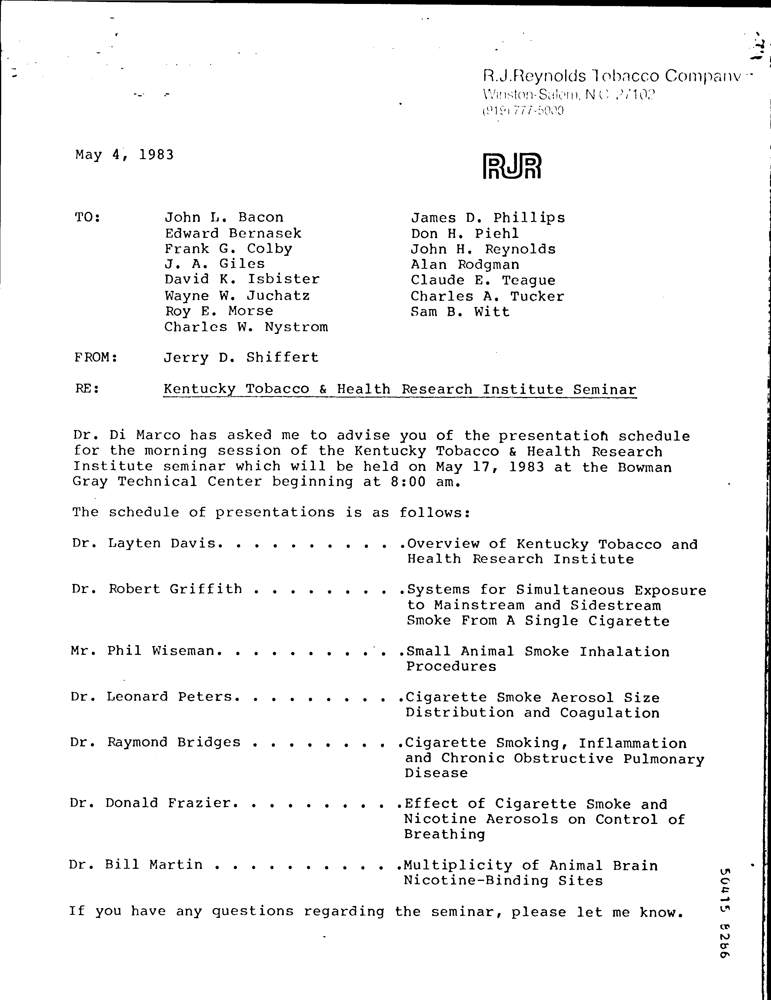 R.J.Reynolds Tobacco Company
Winston-Salem, N.C. 27102
(919) 777-5000
May 4, 1983
RJR
TO: John L. Bacon James D. Phillips
Edward Bernasek Don H. Piehl
Frank G. Colby John H. Reynolds
J. A. Giles Alan Rodgman
David K. Isbister Claude E. Teague
Wayne W. Juchatz Charles A. Tucker
Roy E. Morse Sam B. Witt
Charles W. Nystrom
FROM: Jerry D. Shiffert
RE: Kentucky Tobacco & Health Research Institute Seminar
Dr. Di Marco has asked me to advise you of the presentation schedule
for the morning session of the Kentucky Tobacco & Health Research
Institute seminar which will be held on May 17, 1983 at the Bowman
Gray Technical Center beginning at 8:00 am.
The schedule of presentations is as follows:
Dr. Layten Davis. . . . . . . . . . .Overview of Kentucky Tobacco and
Health Research Institute
Dr. Robert Griffith . . . . . . . . .Systems for Simultaneous Exposure
to Mainstream and Sidestream
Smoke From A Single Cigarette
Mr. Phil Wiseman. . . . . . . . . . .Small Animal Smoke Inhalation
Procedures
Dr. Leonard Peters. . . . . . . . . .Cigarette Smoke Aerosol Size
Distribution and Coagulation
Dr. Raymond Bridges . . . . . . . . .Cigarette Smoking, Inflammation
and Chronic Obstructive Pulmonary
Disease
Dr. Donald Frazier. . . . . . . . . .Effect of Cigarette Smoke and
Nicotine Aerosols on Control of
Breathing
Dr. Bill Martin . . . . . . . . . . .Multiplicity of Animal Brain
Nicotine-Binding Sites
If you have any questions regarding the seminar, please let me know.
50415 8266